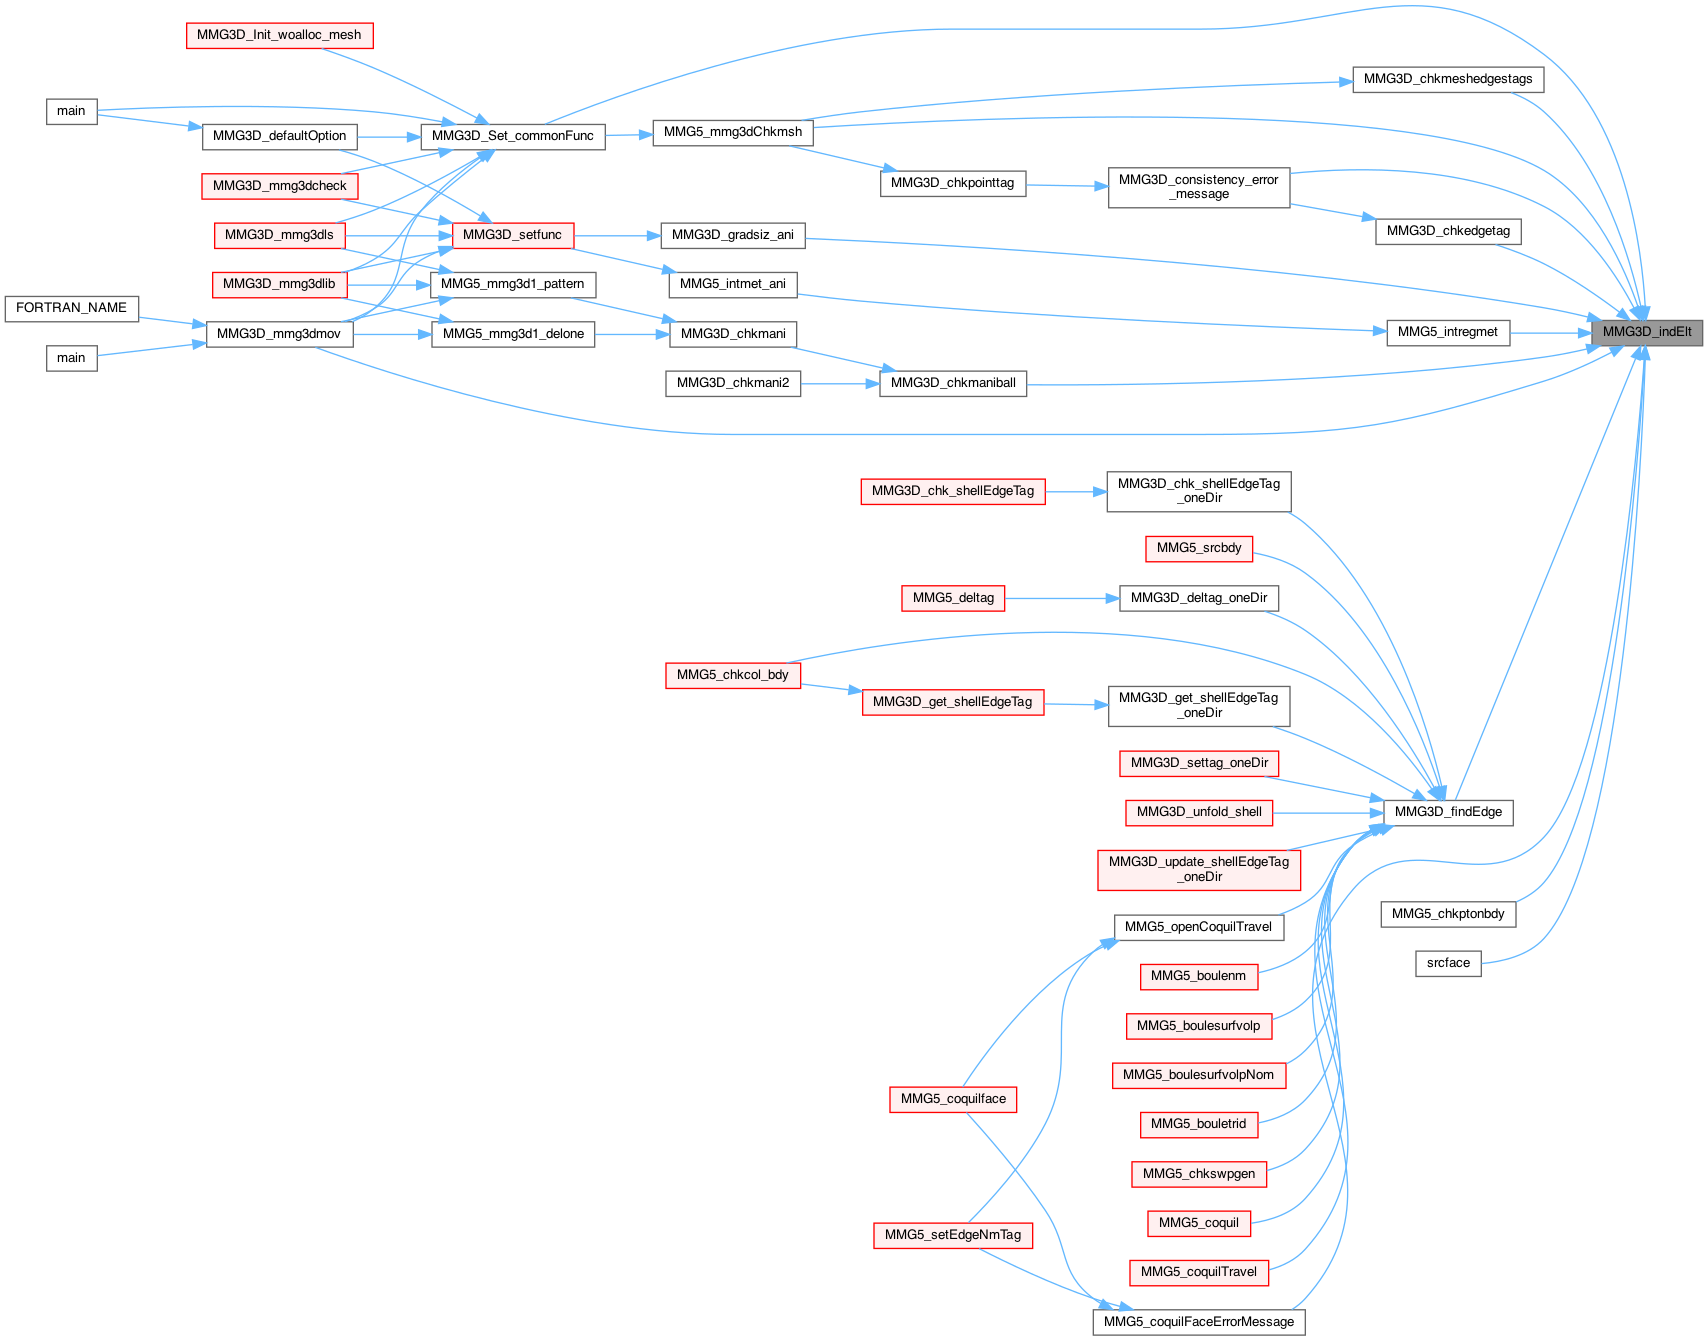 MMG3D_Init_woalloc_mesh
MMG3D_chkmeshedgestags
main
MMG3D_defaultOption
MMG3D_Set_commonFunc
MMG5_mmg3dChkmsh
MMG3D_mmg3dcheck
MMG3D_chkpointtag
MMG3D_consistency_error
_message
MMG3D_mmg3dls
MMG3D_setfunc
MMG3D_gradsiz_ani
MMG3D_chkedgetag
MMG3D_mmg3dlib
MMG5_mmg3d1_pattern
MMG5_intmet_ani
FORTRAN_NAME
MMG3D_mmg3dmov
MMG5_mmg3d1_delone
MMG3D_chkmani
MMG5_intregmet
MMG3D_indElt
main
MMG3D_chkmani2
MMG3D_chkmaniball
MMG3D_chk_shellEdgeTag
MMG3D_chk_shellEdgeTag
_oneDir
MMG5_srcbdy
MMG5_deltag
MMG3D_deltag_oneDir
MMG5_chkcol_bdy
MMG3D_get_shellEdgeTag
MMG3D_get_shellEdgeTag
_oneDir
MMG3D_settag_oneDir
MMG3D_unfold_shell
MMG3D_findEdge
MMG3D_update_shellEdgeTag
_oneDir
MMG5_openCoquilTravel
MMG5_chkptonbdy
srcface
MMG5_boulenm
MMG5_boulesurfvolp
MMG5_boulesurfvolpNom
MMG5_coquilface
MMG5_bouletrid
MMG5_chkswpgen
MMG5_coquil
MMG5_setEdgeNmTag
MMG5_coquilTravel
MMG5_coquilFaceErrorMessage